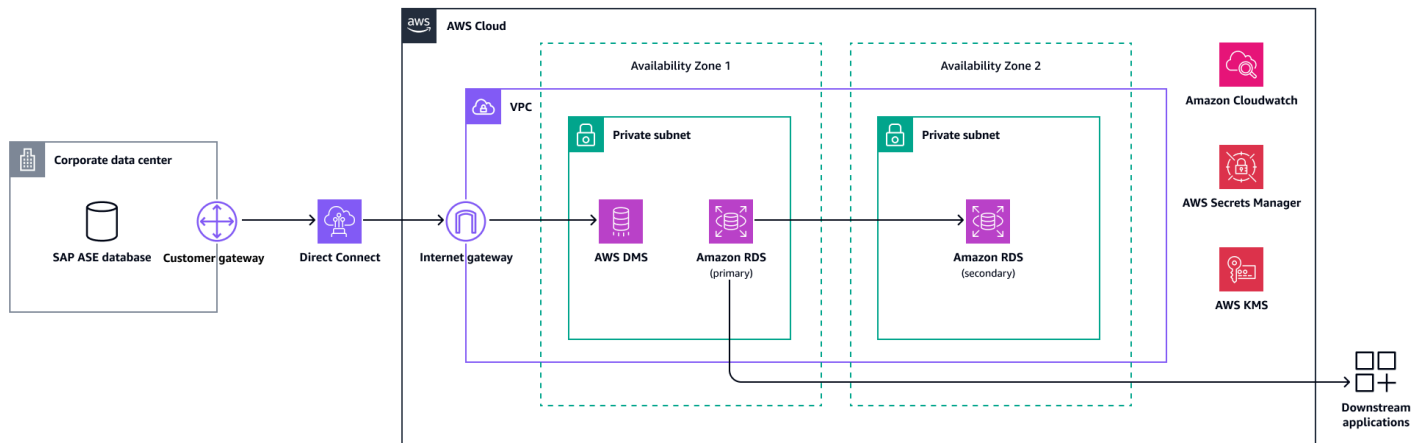 aws
AWS Cloud
Availability Zone 1
Availability Zone 2
Amazon Cloudwatch
VPC
Private subnet
Private subnet
Corporate data center
AWS Secrets Manager
SAP ASE database
Customer gateway
Direct Connect
Internet gateway
AWS DMS
Amazon RDS
(primary)
Amazon RDS
(secondary)
AWS KMS
Downstream
applications